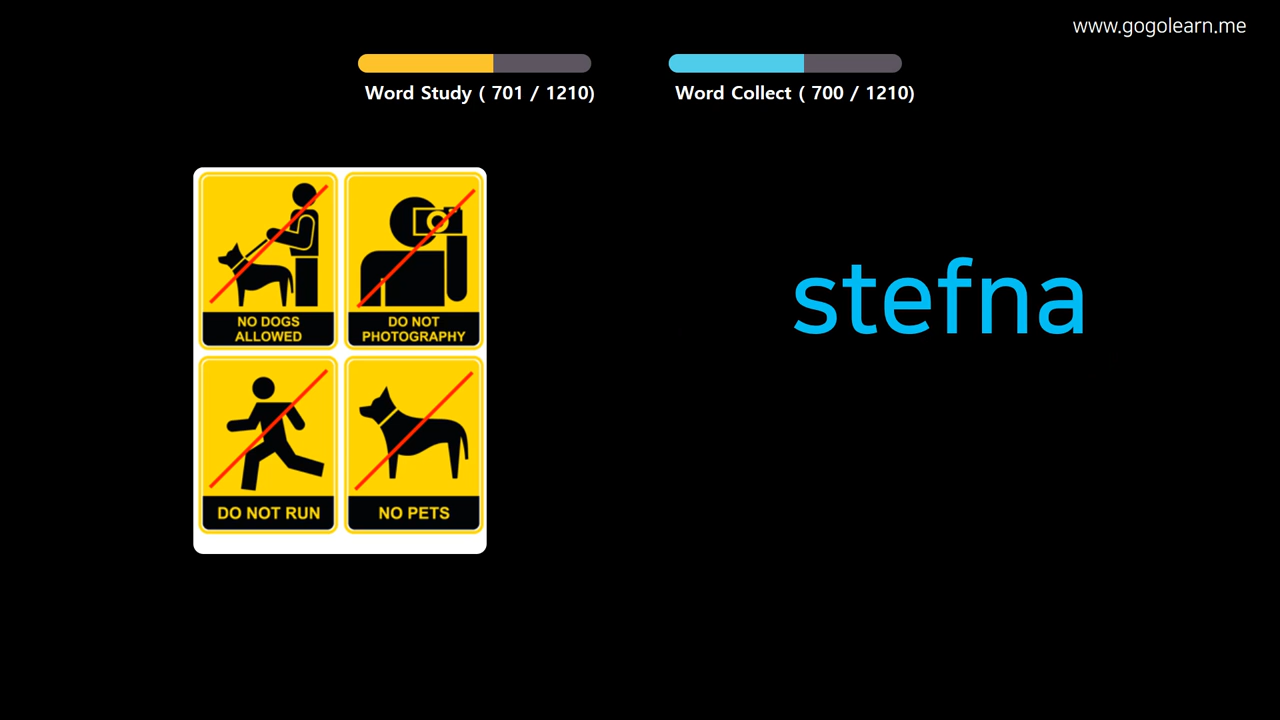 www.gogolearn.me
Word Study ( 701 / 1210)
Word Collect ( 700 / 1210)
NO DOGS
ALLOWED
DO NOT
PHOTOGRAPHY
stefna
DO NOT RUN
NO PETS